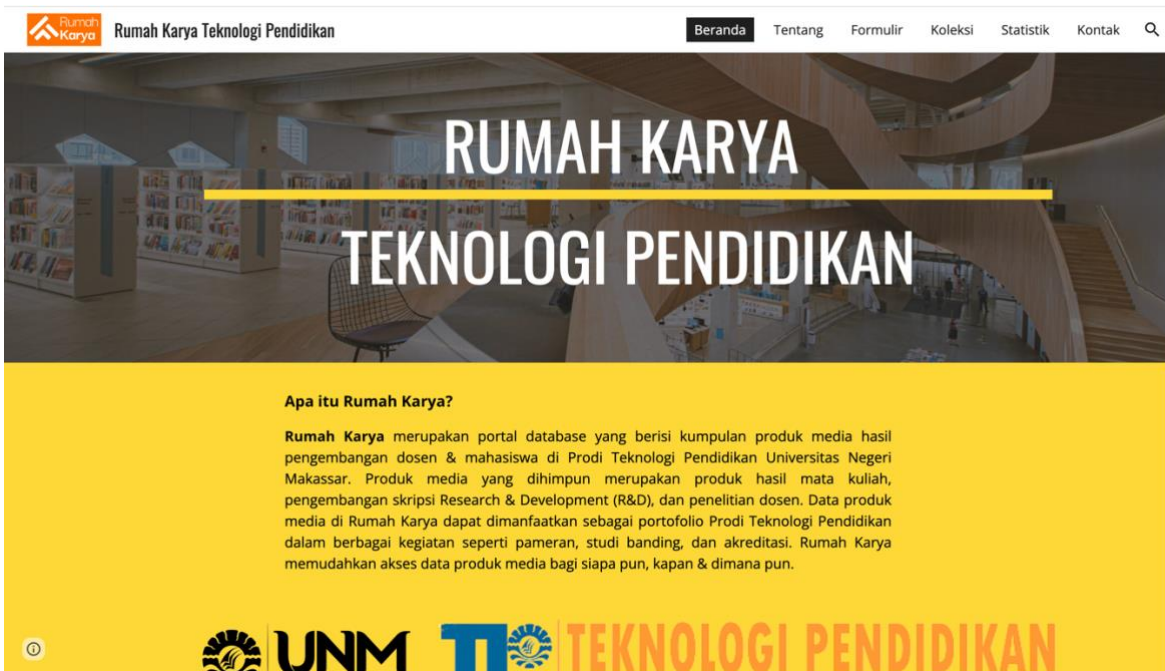 Rumah
Karya
Rumah Karya Teknologi Pendidikan
Beranda
Tentang
Formulir
Koleksi
Statistik
Kontak
RUMAH KARYA
TEKNOLOGI PENDIDIKAN
Apa itu Rumah Karya?
Rumah Karya merupakan portal database yang berisi kumpulan produk media hasil
pengembangan dosen & mahasiswa di Prodi Teknologi Pendidikan Universitas Negeri
Makassar. Produk media yang dihimpun merupakan produk hasil mata kuliah,
pengembangan skripsi Research & Development (R&D), dan penelitian dosen. Data produk
media di Rumah Karya dapat dimanfaatkan sebagai portofolio Prodi Teknologi Pendidikan
dalam berbagai kegiatan seperti pameran, studi banding, dan akreditasi. Rumah Karya
memudahkan akses data produk media bagi siapa pun, kapan & dimana pun.
UNM
TEKNOLOGI PENDIDIKAN